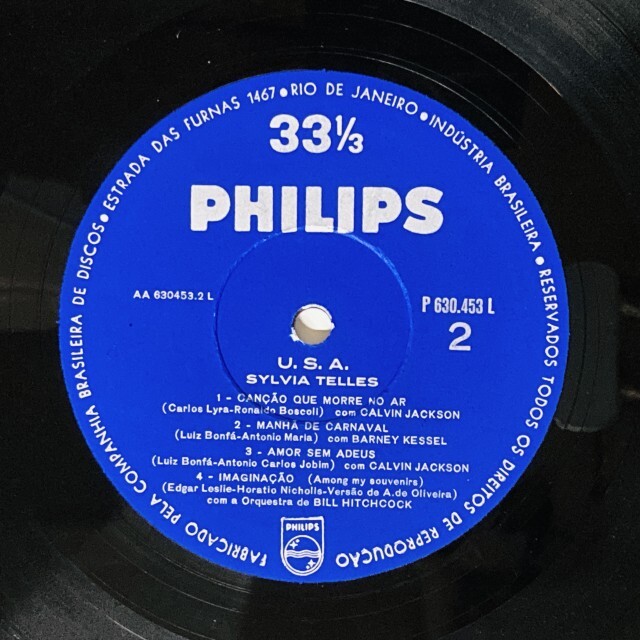 FABRICADO PELA COMPANHIA BRASILEIRA DE DISCOS • ESTRADA DAS FURNAS 1467 • RIO DE JANEIRO • INDÚSTRIA BRASILEIRA • RESERVADOS TODOS OS DIREITOS DE REPRODUÇÃO
33⅓
PHILIPS
AA 630453.2 L
P 630.453 L
2
U. S. A.
SYLVIA TELLES
1 - CANÇÃO QUE MORRE NO AR
(Carlos Lyra-Ronaldo Boscoli) com CALVIN JACKSON
2 - MANHÃ DE CARNAVAL
(Luiz Bonfá-Antonio Maria) com BARNEY KESSEL
3 - AMOR SEM ADEUS
(Luiz Bonfá-Antonio Carlos Jobim) com CALVIN JACKSON
4 - IMAGINAÇÃO (Among my souvenirs)
(Edgar Leslie-Horatio Nicholls-Versão de A. de Oliveira)
com a Orquestra de BILL HITCHCOCK
PHILIPS